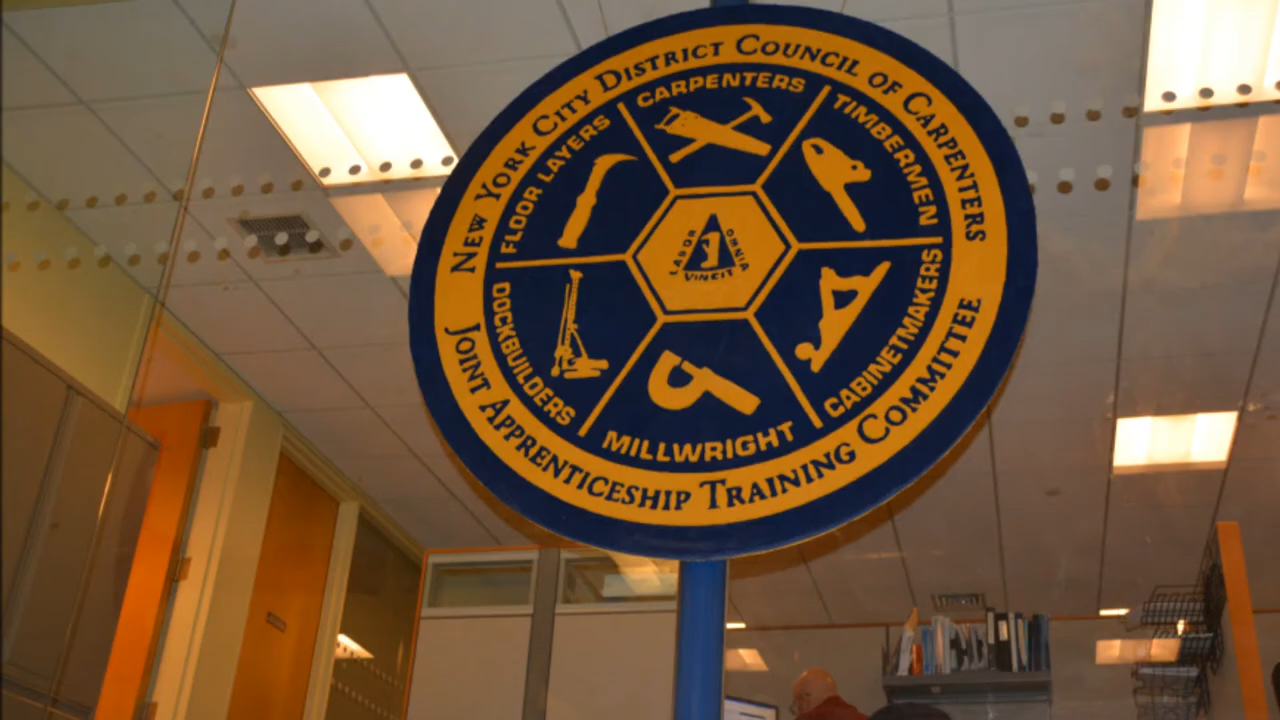 New York City District Council of Carpenters
CARPENTERS
TIMBERMEN
CABINETMAKERS
MILLWRIGHT
DOCKBUILDERS
FLOOR LAYERS
LABOR
OMNIA
VINCIT
Joint Apprenticeship Training Committee